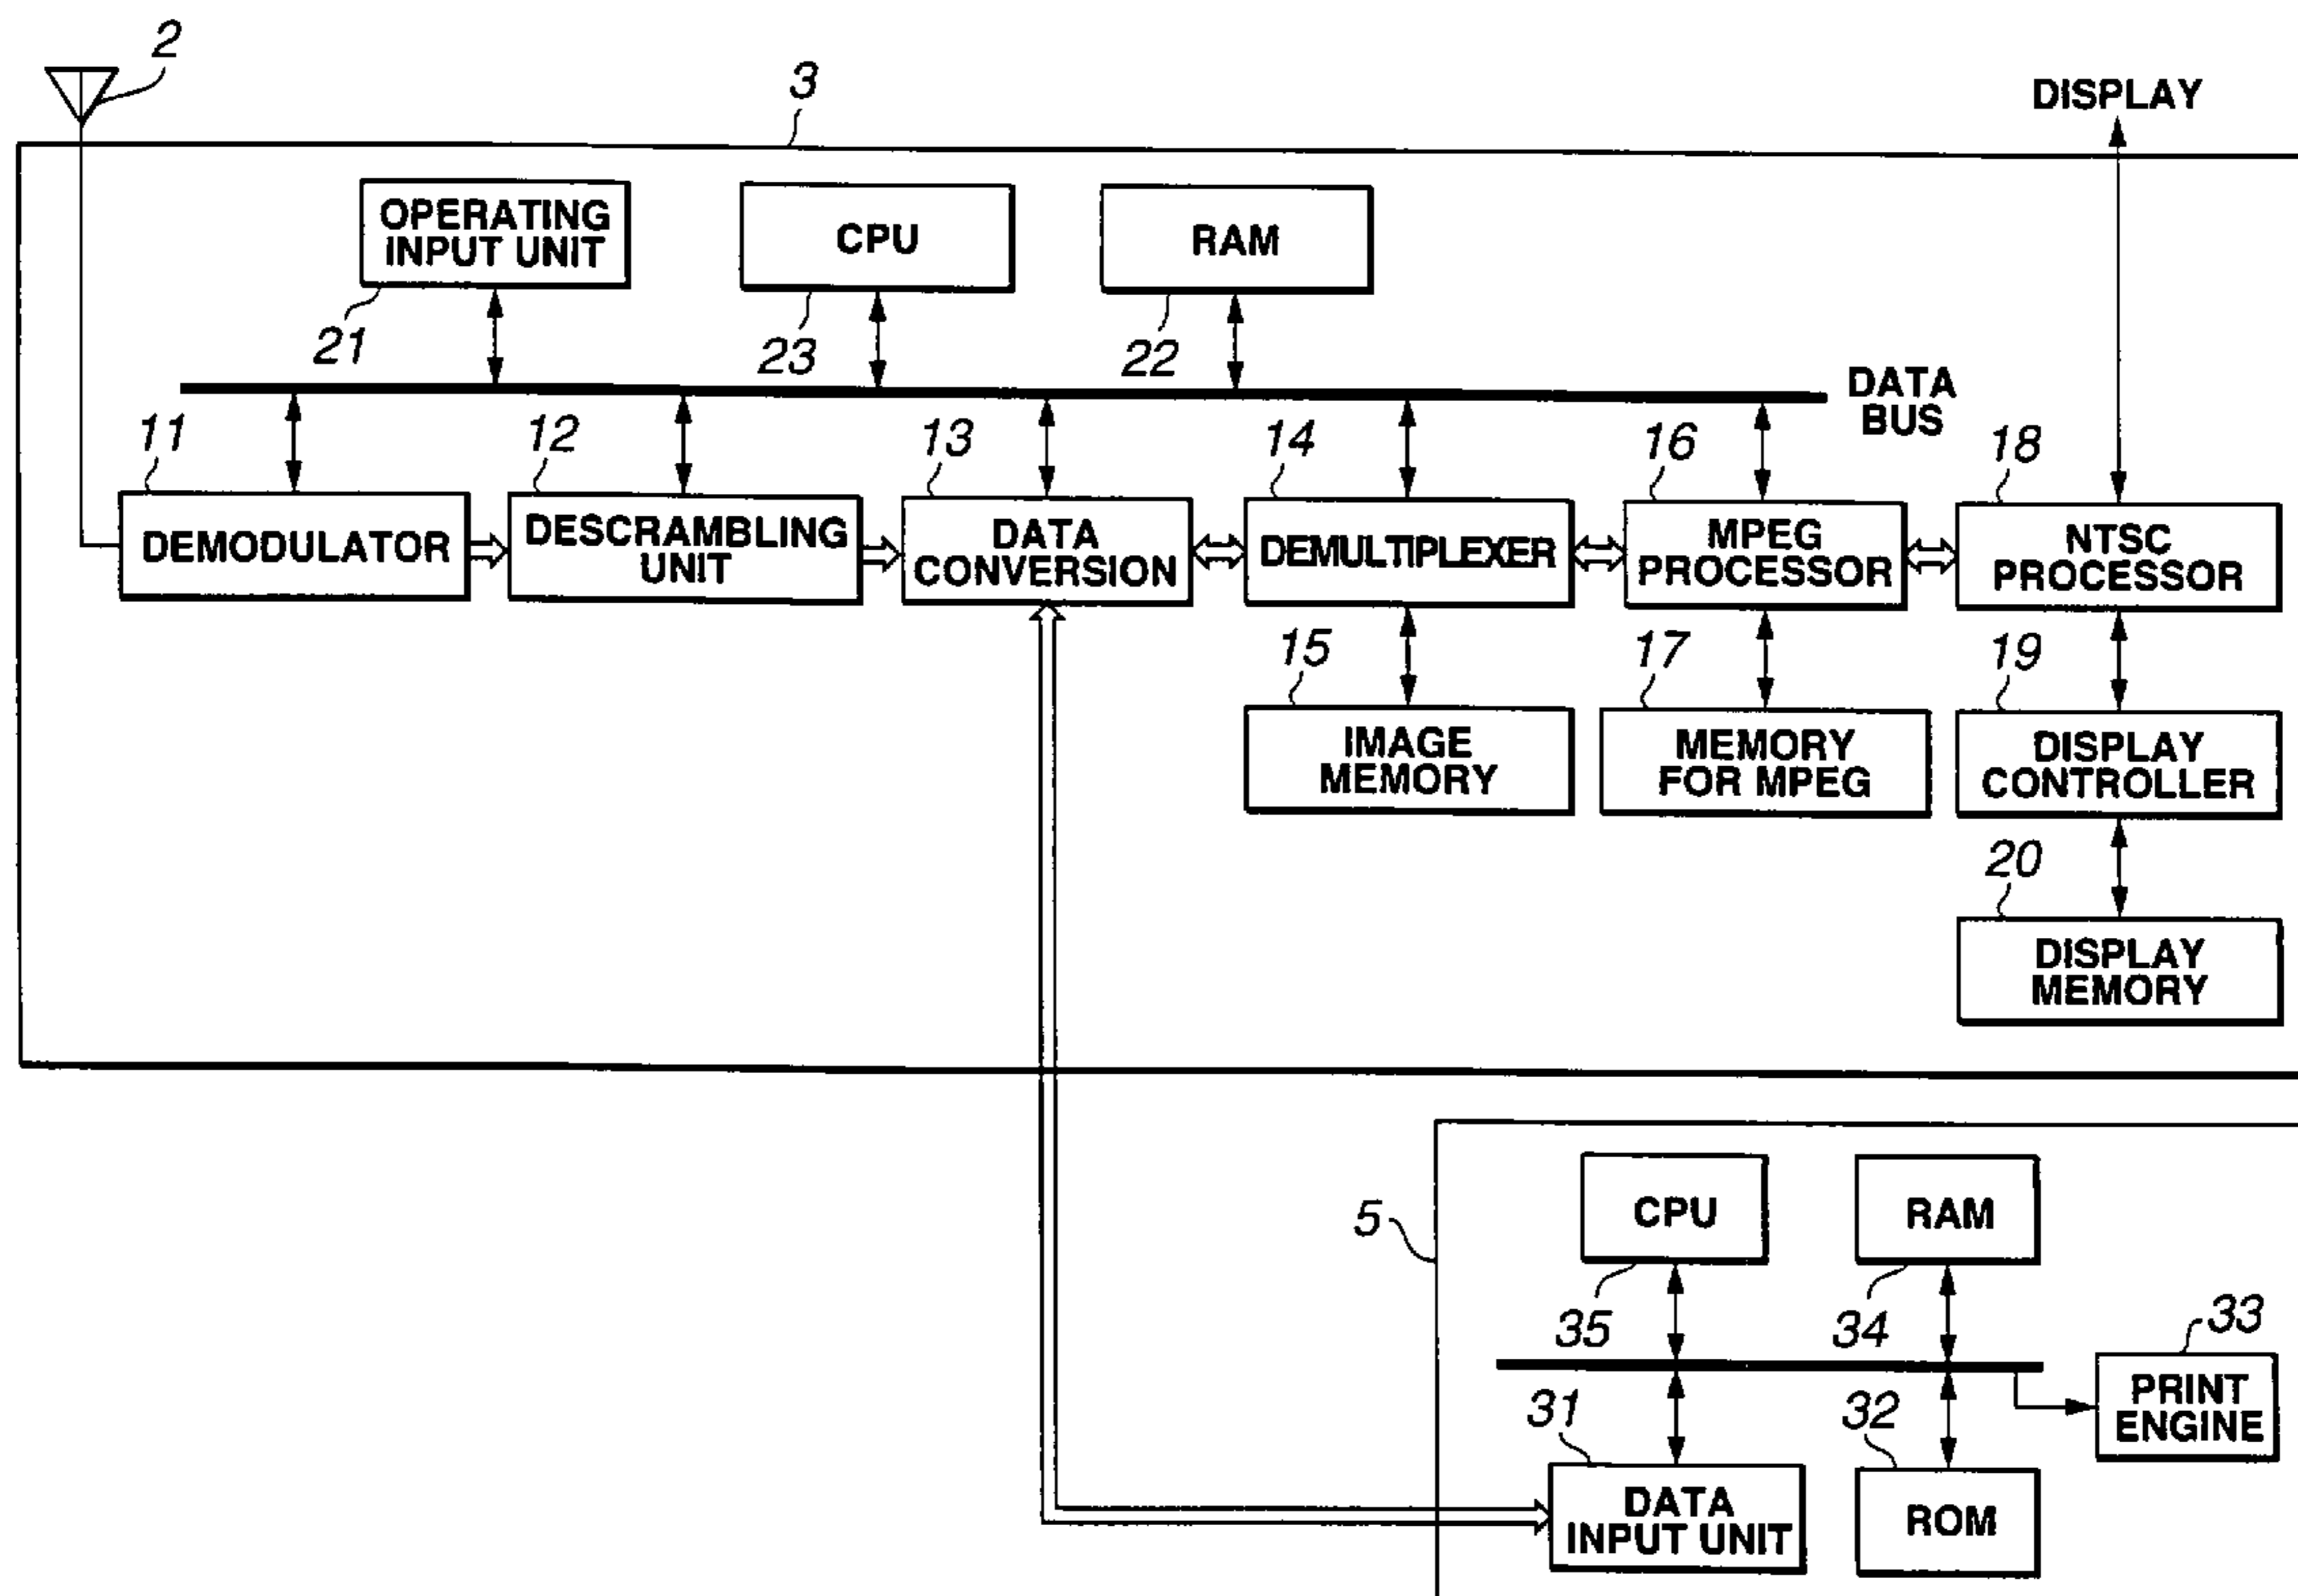 2
3
DISPLAY
OPERATING
INPUT UNIT
CPU
RAM
21
23
22
DATA
BUS
11
12
13
14
16
18
DEMODULATOR
DESCRAMBLING
UNIT
DATA
CONVERSION
DEMULTIPLEXER
MPEG
PROCESSOR
NTSC
PROCESSOR
15
17
19
IMAGE
MEMORY
MEMORY
FOR MPEG
DISPLAY
CONTROLLER
20
DISPLAY
MEMORY
5
CPU
RAM
35
34
33
PRINT
ENGINE
31
32
DATA
INPUT UNIT
ROM